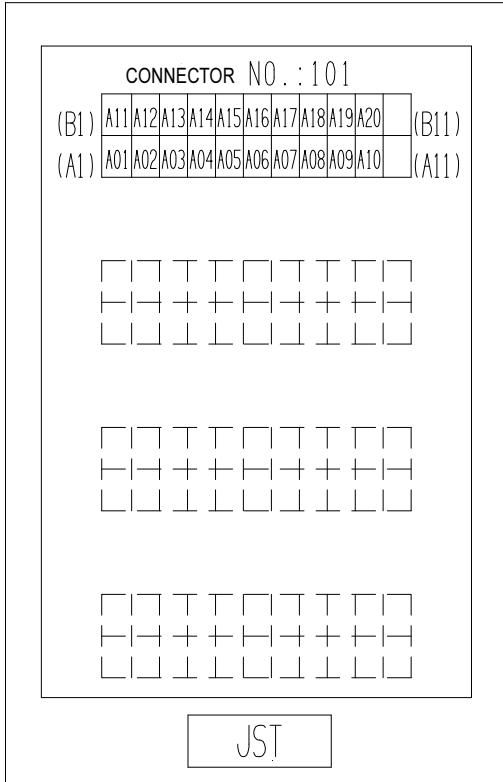 CONNECTOR NO.:101
(B1) A11 A12 A13 A14 A15 A16 A17 A18 A19 A20 (B11)
(A1) A01 A02 A03 A04 A05 A06 A07 A08 A09 A10 (A11)
JST